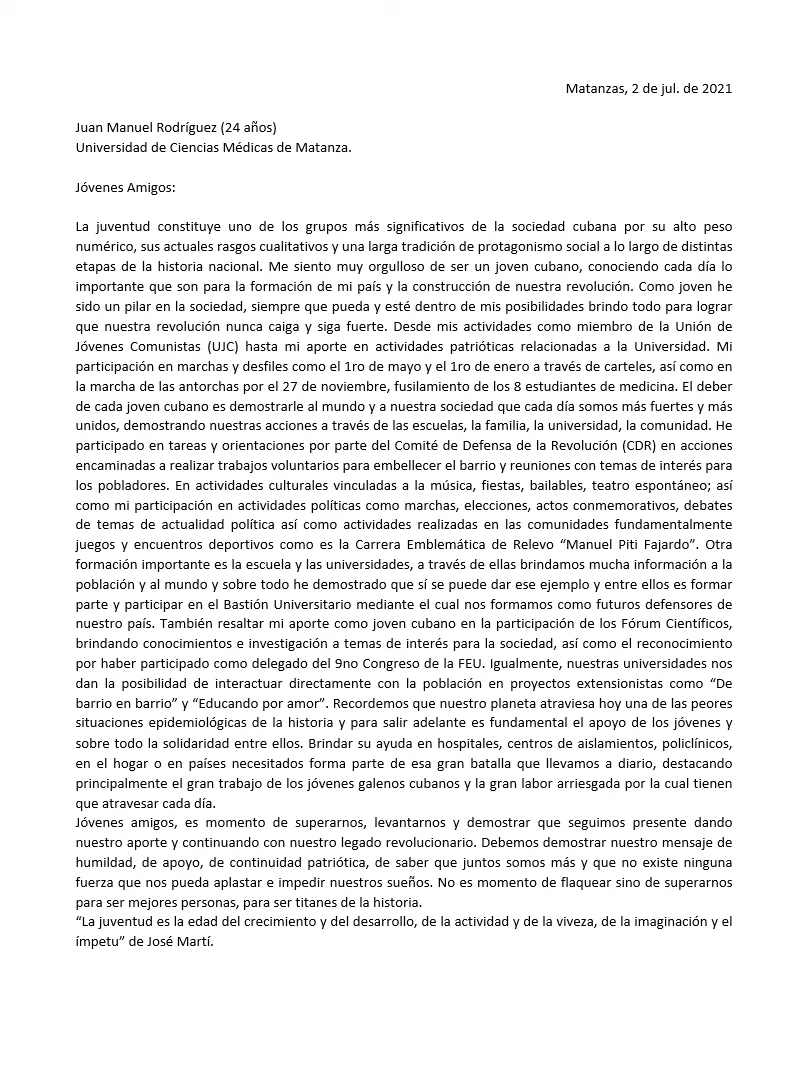 Matanzas, 2 de jul. de 2021
Juan Manuel Rodríguez (24 años)
Universidad de Ciencias Médicas de Matanza.
Jóvenes Amigos:
La juventud constituye uno de los grupos más significativos de la sociedad cubana por su alto peso
numérico, sus actuales rasgos cualitativos y una larga tradición de protagonismo social a lo largo de distintas
etapas de la historia nacional. Me siento muy orgulloso de ser un joven cubano, conociendo cada día lo
importante que son para la formación de mi país y la construcción de nuestra revolución. Como joven he
sido un pilar en la sociedad, siempre que pueda y esté dentro de mis posibilidades brindo todo para lograr
que nuestra revolución nunca caiga y siga fuerte. Desde mis actividades como miembro de la Unión de
Jóvenes Comunistas (UJC) hasta mi aporte en actividades patrióticas relacionadas a la Universidad. Mi
participación en marchas y desfiles como el 1ro de mayo y el 1ro de enero a través de carteles, así como en
la marcha de las antorchas por el 27 de noviembre, fusilamiento de los 8 estudiantes de medicina. El deber
de cada joven cubano es demostrarle al mundo y a nuestra sociedad que cada día somos más fuertes y más
unidos, demostrando nuestras acciones a través de las escuelas, la familia, la universidad, la comunidad. He
participado en tareas y orientaciones por parte del Comité de Defensa de la Revolución (CDR) en acciones
encaminadas a realizar trabajos voluntarios para embellecer el barrio y reuniones con temas de interés para
los pobladores. En actividades culturales vinculadas a la música, fiestas, bailables, teatro espontáneo; así
como mi participación en actividades políticas como marchas, elecciones, actos conmemorativos, debates
de temas de actualidad política así como actividades realizadas en las comunidades fundamentalmente
juegos y encuentros deportivos como es la Carrera Emblemática de Relevo “Manuel Piti Fajardo”. Otra
formación importante es la escuela y las universidades, a través de ellas brindamos mucha información a la
población y al mundo y sobre todo he demostrado que sí se puede dar ese ejemplo y entre ellos es formar
parte y participar en el Bastión Universitario mediante el cual nos formamos como futuros defensores de
nuestro país. También resaltar mi aporte como joven cubano en la participación de los Fórum Científicos,
brindando conocimientos e investigación a temas de interés para la sociedad, así como el reconocimiento
por haber participado como delegado del 9no Congreso de la FEU. Igualmente, nuestras universidades nos
dan la posibilidad de interactuar directamente con la población en proyectos extensionistas como “De
barrio en barrio” y “Educando por amor”. Recordemos que nuestro planeta atraviesa hoy una de las peores
situaciones epidemiológicas de la historia y para salir adelante es fundamental el apoyo de los jóvenes y
sobre todo la solidaridad entre ellos. Brindar su ayuda en hospitales, centros de aislamientos, policlínicos,
en el hogar o en países necesitados forma parte de esa gran batalla que llevamos a diario, destacando
principalmente el gran trabajo de los jóvenes galenos cubanos y la gran labor arriesgada por la cual tienen
que atravesar cada día.
Jóvenes amigos, es momento de superarnos, levantarnos y demostrar que seguimos presente dando
nuestro aporte y continuando con nuestro legado revolucionario. Debemos demostrar nuestro mensaje de
humildad, de apoyo, de continuidad patriótica, de saber que juntos somos más y que no existe ninguna
fuerza que nos pueda aplastar e impedir nuestros sueños. No es momento de flaquear sino de superarnos
para ser mejores personas, para ser titanes de la historia.
“La juventud es la edad del crecimiento y del desarrollo, de la actividad y de la viveza, de la imaginación y el
ímpetu” de José Martí.